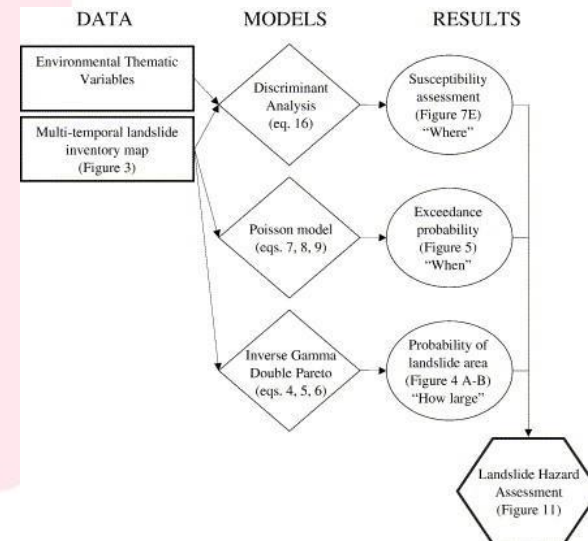 DATA
MODELS
RESULTS
Environmental Thematic
Variables
Multi-temporal landslide
inventory map
(Figure 3)
Discriminant
Analysis
(eq. 16)
Susceptibility
assessment
(Figure 7E)
“Where”
Poisson model
(eqs. 7, 8, 9)
Exceedance
probability
(Figure 5)
“When”
Inverse Gamma
Double Pareto
(eqs. 4, 5, 6)
Probability of
landslide area
(Figure 4 A-B)
“How large”
Landslide Hazard
Assessment
(Figure 11)